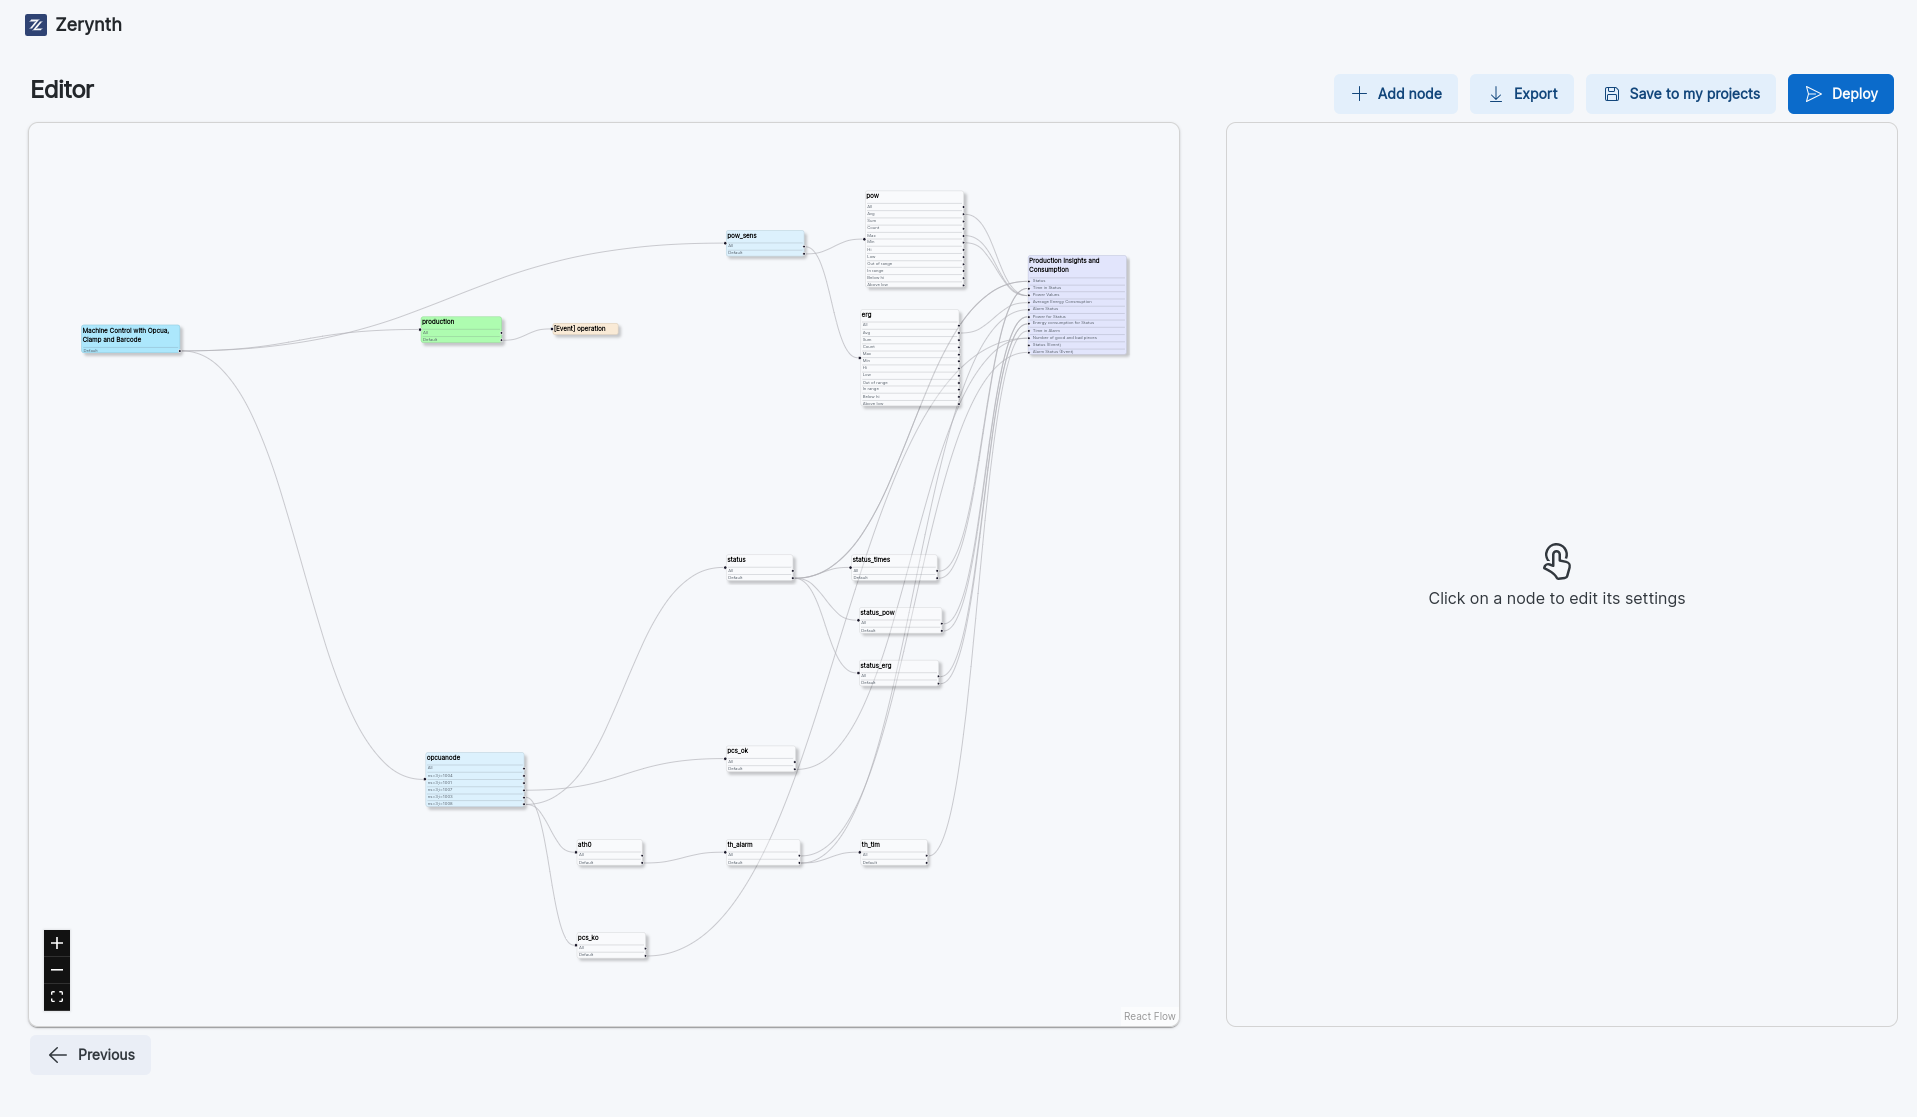 Zerynth
Editor
Add node
Export
Save to my projects
Deploy
pow
All
Avg
Sum
Count
Max
Min
Hi
Low
Out of range
In range
Below hi
Above low
pow_sens
All
Default
Production Insights and
Consumption
Status
Time in Status
Power Values
Average Energy Consumption
Alarm Status
Power for Status
Energy consumption for Status
Time in Alarm
Number of good and bad pieces
Status (Event)
Alarm Status (Event)
erg
All
Avg
Sum
Count
Max
Min
Hi
Low
Out of range
In range
Below hi
Above low
production
All
Default
[Event] operation
Machine Control with Opcua,
Clamp and Barcode
Default
status
All
Default
status_times
All
Default
status_pow
All
Default
status_erg
All
Default
pcs_ok
All
Default
opcuanode
All
ath0
All
Default
th_alarm
All
Default
th_tim
All
Default
pcs_ko
All
Default
Click on a node to edit its settings
React Flow
Previous